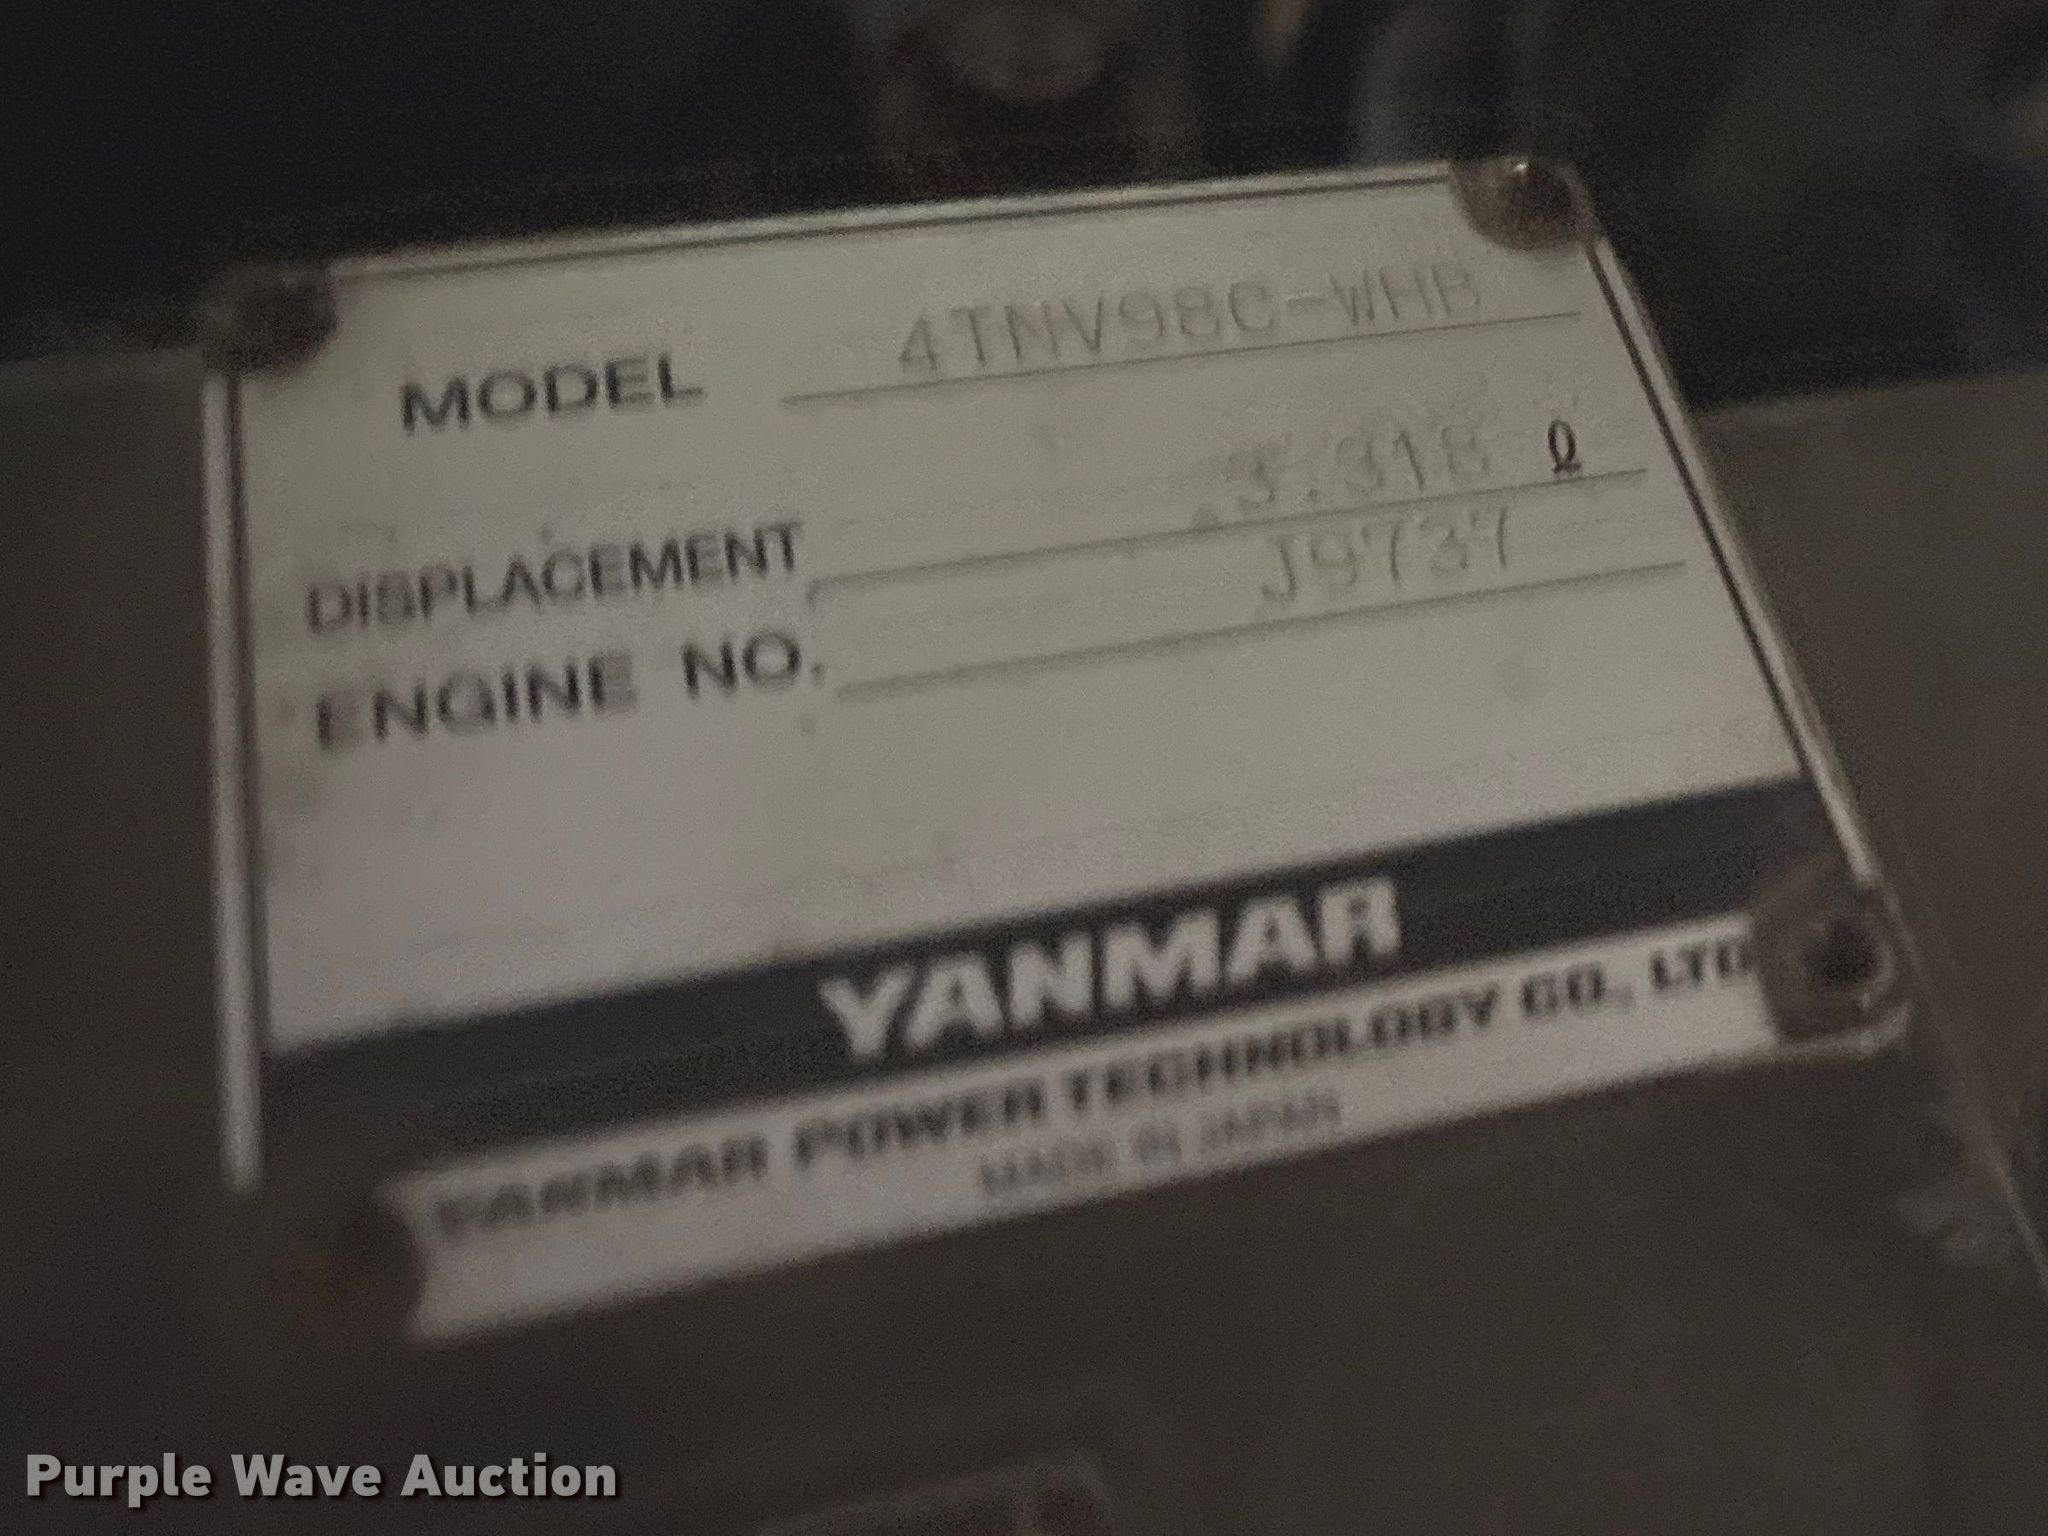 MODEL 4TNV98C-WHB
DISPLACEMENT 3.318 ℓ
ENGINE NO. J9737
YANMAR
YANMAR POWER TECHNOLOGY CO., LTD
MADE IN JAPAN
Purple Wave Auction